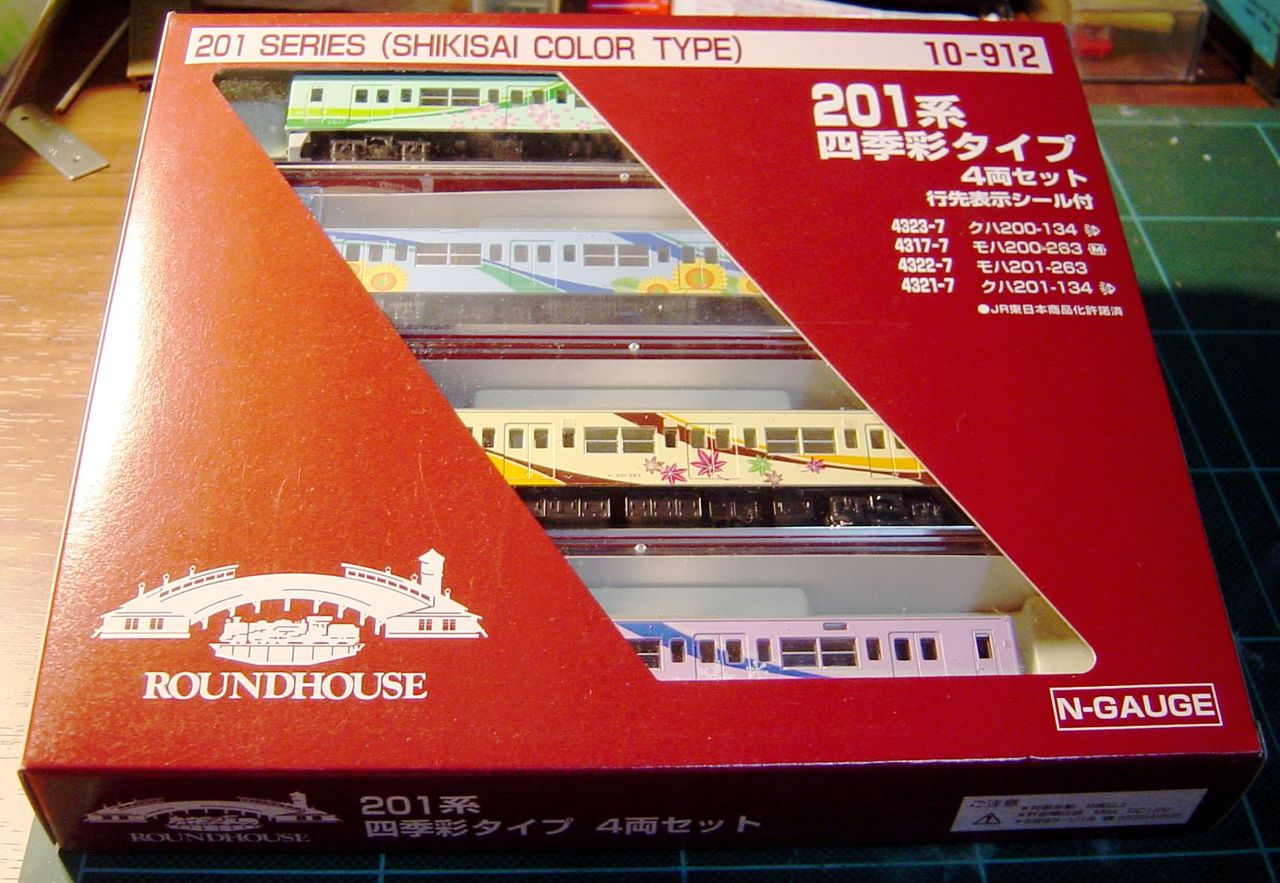 201 SERIES (SHIKISAI COLOR TYPE)
10-912
201系
四季彩タイプ
4両セット
行先表示シール付
4323-7 クハ200-134
4317-7 モハ200-263 M
4322-7 モハ201-263
4321-7 クハ201-134
●JR東日本商品化許諾済
ROUNDHOUSE
N-GAUGE
ROUNDHOUSE
201系
四季彩タイプ 4両セット
ご注意